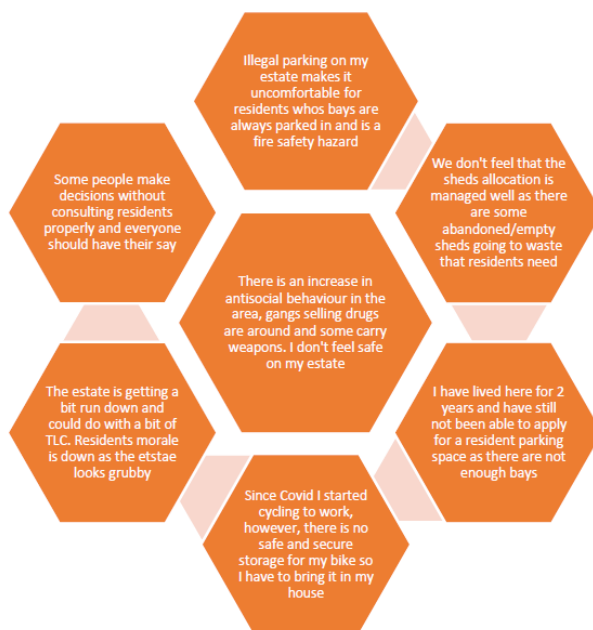 Illegal parking on my
estate makes it
uncomfortable for
residents whos bays are
always parked in and is a
fire safety hazard
We don't feel that the
sheds allocation is
managed well as there
are some
abandoned/empty
sheds going to waste
that residents need
I have lived here for 2
years and have still
not been able to apply
for a resident parking
space as there are not
enough bays
Since Covid I started
cycling to work,
however, there is no
safe and secure
storage for my bike so
I have to bring it in my
house
The estate is getting a
bit run down and
could do with a bit of
TLC. Residents morale
is down as the etstae
looks grubby
Some people make
decisions without
consulting residents
properly and everyone
should have their say
There is an increase in
antisocial behaviour in the
area, gangs selling drugs
are around and some carry
weapons. I don't feel safe
on my estate